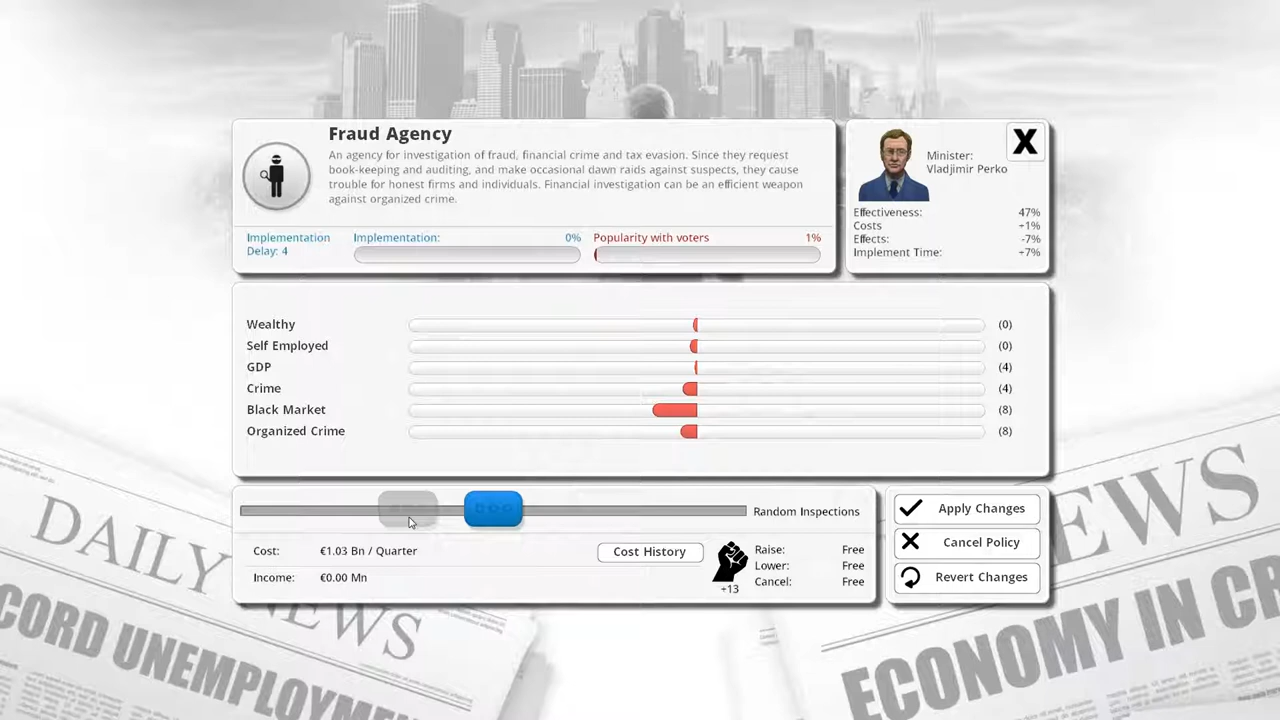 Fraud Agency
An agency for investigation of fraud, financial crime and tax evasion. Since they request
book-keeping and auditing, and make occasional dawn raids against suspects, they cause
trouble for honest firms and individuals. Financial investigation can be an efficient weapon
against organized crime.
Implementation
Delay: 4
Implementation: 0%
Popularity with voters 1%
Minister:
Vladjimir Perko
X
Effectiveness: 47%
Costs +1%
Effects: -7%
Implement Time: +7%
Wealthy (0)
Self Employed (0)
GDP (4)
Crime (4)
Black Market (8)
Organized Crime (8)
Random Inspections
Cost: €1.03 Bn / Quarter
Income: €0.00 Mn
Cost History
+13
Raise: Free
Lower: Free
Cancel: Free
Apply Changes
Cancel Policy
Revert Changes
DAILY NEWS
CORD UNEMPLOYME
NEWS
ECONOMY IN CR